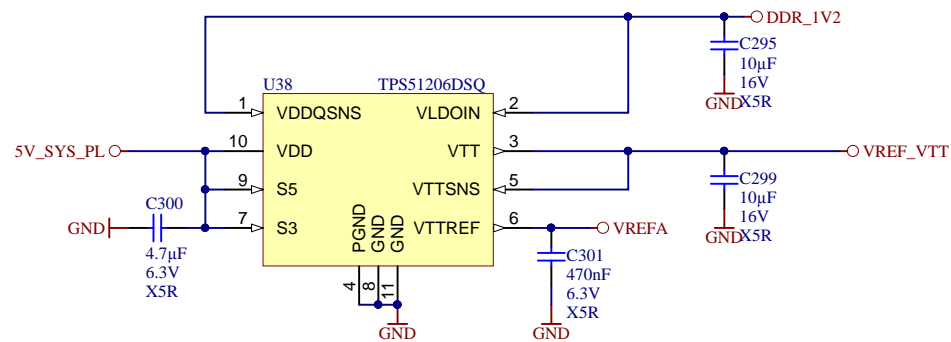 DDR_1V2
C295
10µF
16V
X5R
GND
U38
TPS51206DSQ
1
VDDQSNS
VLDOIN
2
5V_SYS_PL
10
VDD
VTT
3
VREF_VTT
9
S5
VTTSNS
5
C299
10µF
16V
X5R
GND
GND
C300
4.7µF
6.3V
X5R
7
S3
VTTREF
6
VREFA
PGND
GND
GND
4
8
11
GND
C301
470nF
6.3V
X5R
GND